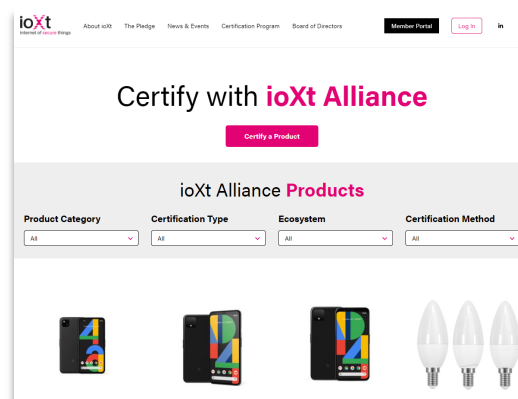 ioXt
internet of secure things
About ioXt The Pledge News & Events Certification Program Board of Directors Member Portal Log In in
Certify with ioXt Alliance
Certify a Product
ioXt Alliance Products
Product Category Certification Type Ecosystem Certification Method
All All All All